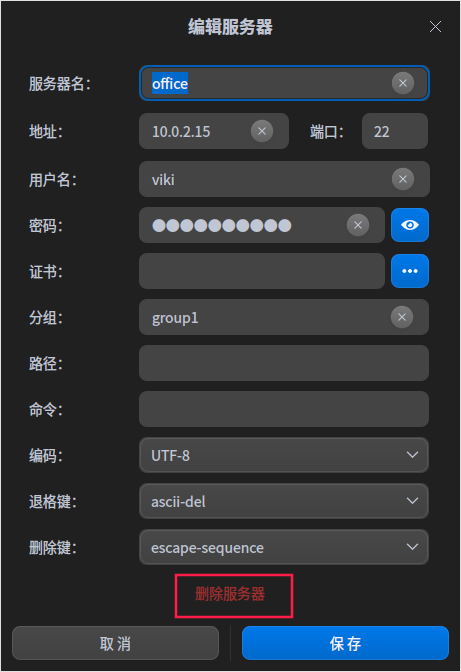 编辑服务器
服务器名： office
地址： 10.0.2.15 端口： 22
用户名： viki
密码： ●●●●●●●●●●
证书：
分组： group1
路径：
命令：
编码： UTF-8
退格键： ascii-del
删除键： escape-sequence
删除服务器
取消 保存